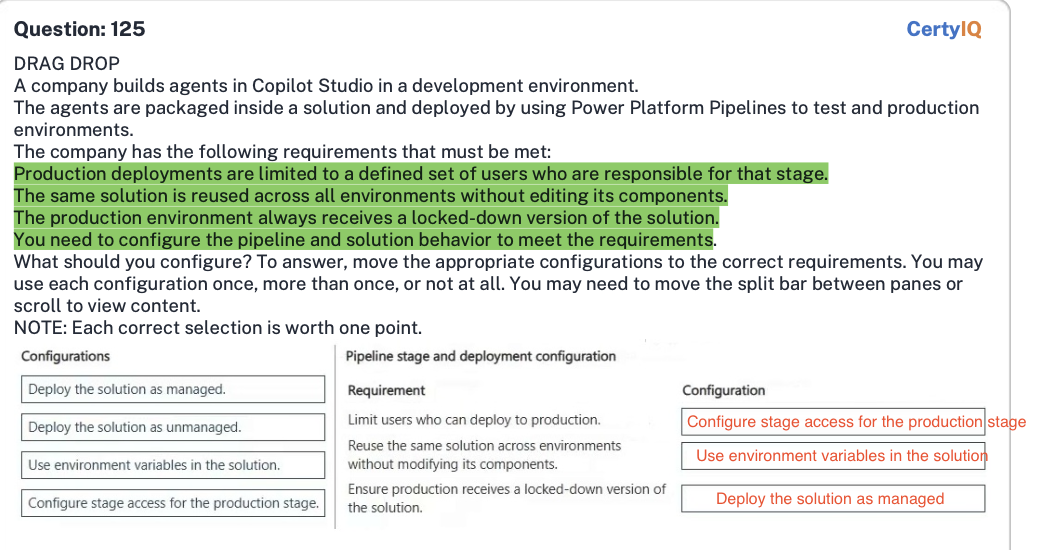 Question: 125
CertyIQ
DRAG DROP
A company builds agents in Copilot Studio in a development environment.
The agents are packaged inside a solution and deployed by using Power Platform Pipelines to test and production
environments.
The company has the following requirements that must be met:
Production deployments are limited to a defined set of users who are responsible for that stage.
The same solution is reused across all environments without editing its components.
The production environment always receives a locked-down version of the solution.
You need to configure the pipeline and solution behavior to meet the requirements.
What should you configure? To answer, move the appropriate configurations to the correct requirements. You may
use each configuration once, more than once, or not at all. You may need to move the split bar between panes or
scroll to view content.
NOTE: Each correct selection is worth one point.
Configurations
Deploy the solution as managed.
Deploy the solution as unmanaged.
Use environment variables in the solution.
Configure stage access for the production stage.
Pipeline stage and deployment configuration
Requirement
Configuration
Limit users who can deploy to production.
Configure stage access for the production stage
Reuse the same solution across environments
without modifying its components.
Use environment variables in the solution
Ensure production receives a locked-down version of
the solution.
Deploy the solution as managed